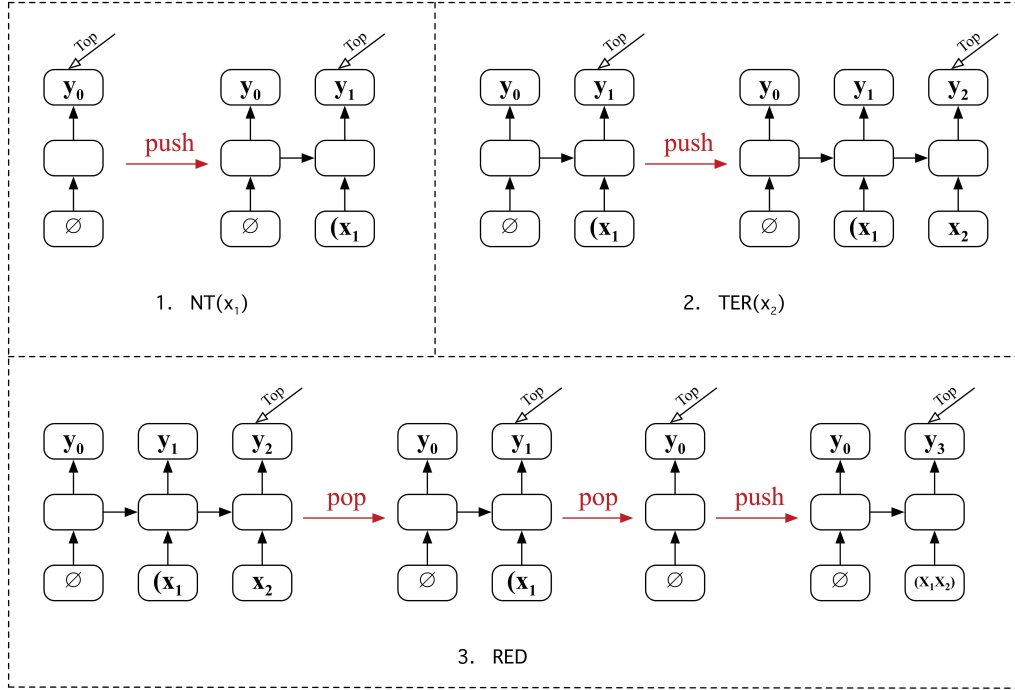 Top Top Top Top
y₀ y₀ y₁ y₀ y₁ y₀ y₁ y₂
push push
∅ ∅ (x₁ ∅ (x₁ ∅ (x₁ x₂
1. NT(x₁) 2. TER(x₂)
Top Top Top Top
y₀ y₁ y₂ y₀ y₁ y₀ y₀ y₃
pop pop push
∅ (x₁ x₂ ∅ (x₁ ∅ ∅ (X₁X₂)
3. RED